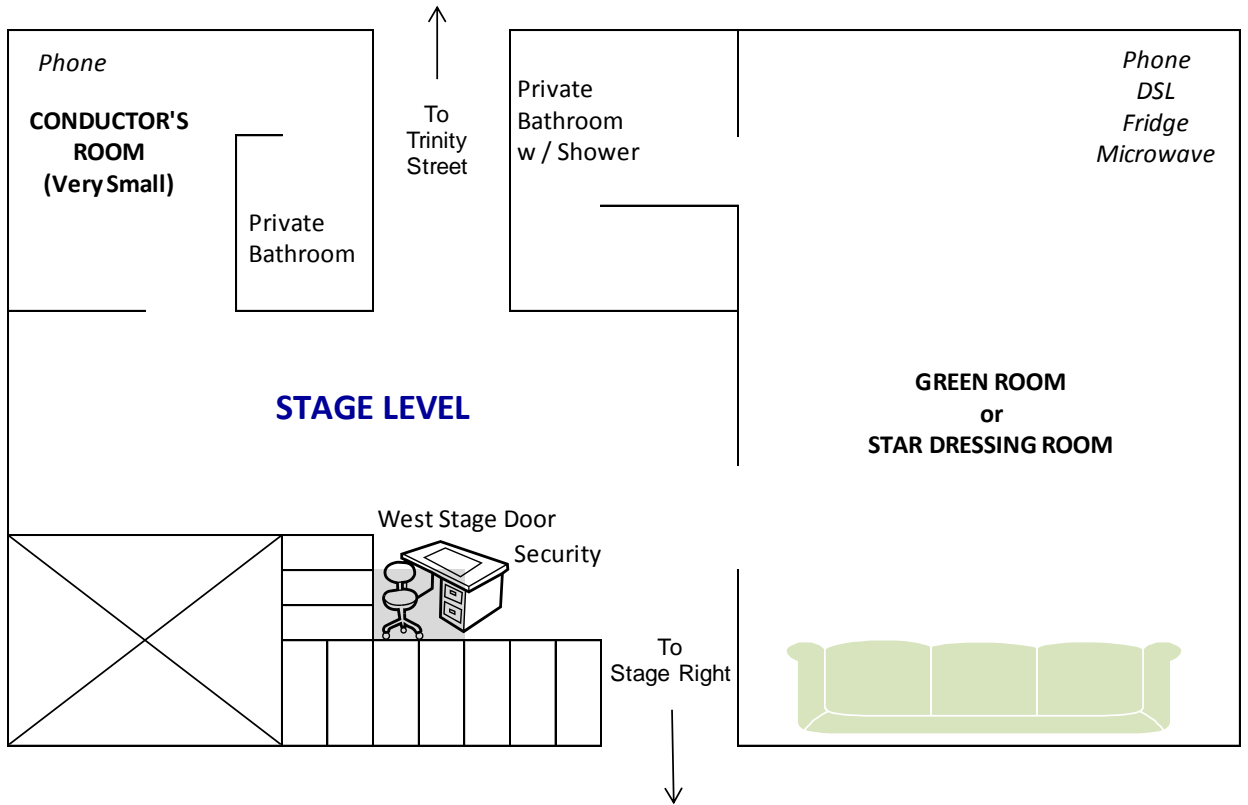 Phone
CONDUCTOR'S
ROOM
(Very Small)
Private
Bathroom
To
Trinity
Street
Private
Bathroom
w / Shower
Phone
DSL
Fridge
Microwave
STAGE LEVEL
GREEN ROOM
or
STAR DRESSING ROOM
West Stage Door
Security
To
Stage Right